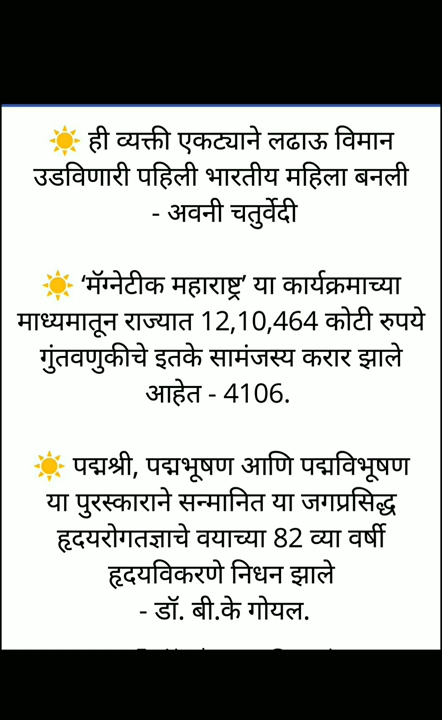 ☀️ ही व्यक्ती एकट्याने लढाऊ विमान
उडविणारी पहिली भारतीय महिला बनली
- अवनी चतुर्वेदी
☀️ ‘मॅग्नेटीक महाराष्ट्र’ या कार्यक्रमाच्या
माध्यमातून राज्यात 12,10,464 कोटी रुपये
गुंतवणुकीचे इतके सामंजस्य करार झाले
आहेत - 4106.
☀️ पद्मश्री, पद्मभूषण आणि पद्मविभूषण
या पुरस्काराने सन्मानित या जगप्रसिद्ध
हृदयरोगतज्ञाचे वयाच्या 82 व्या वर्षी
हृदयविकरणे निधन झाले
- डॉ. बी.के गोयल.